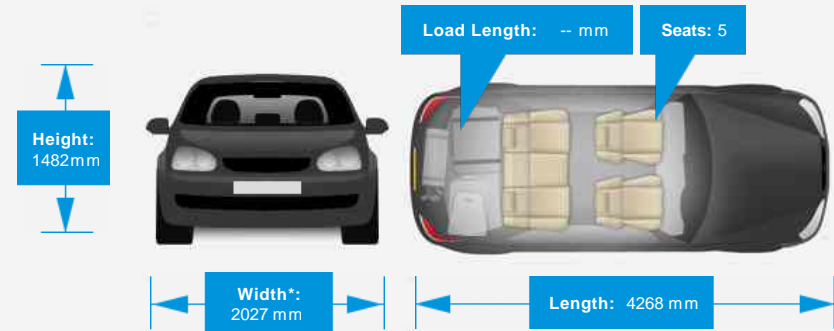 Load Length: -- mm
Seats: 5
Height:
1482mm
Width*:
2027 mm
Length: 4268 mm